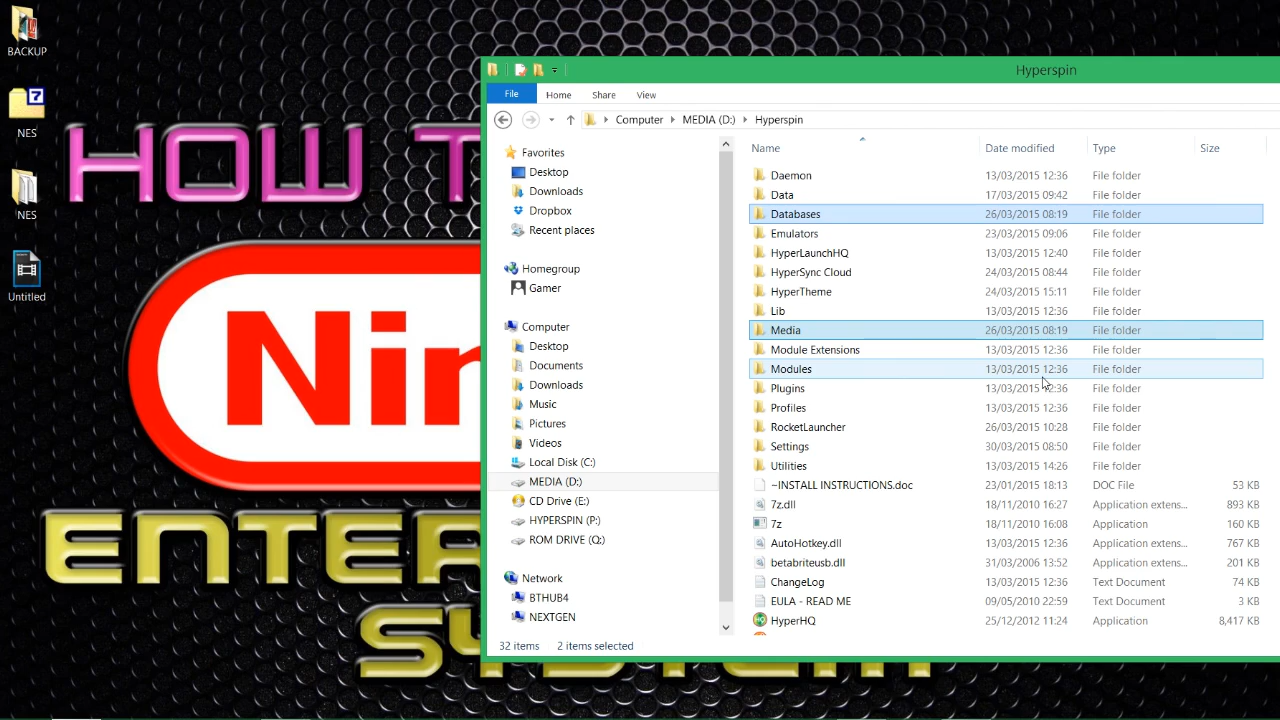 BACKUP
NES
NES
Untitled
HOW T
Nin
ENTER
SYSTEM
Hyperspin
File Home Share View
Computer MEDIA (D:) Hyperspin
Favorites
Desktop
Downloads
Dropbox
Recent places
Homegroup
Gamer
Computer
Desktop
Documents
Downloads
Music
Pictures
Videos
Local Disk (C:)
MEDIA (D:)
CD Drive (E:)
HYPERSPIN (P:)
ROM DRIVE (Q:)
Network
BTHUB4
NEXTGEN
Name Date modified Type Size
Daemon 13/03/2015 12:36 File folder
Data 17/03/2015 09:42 File folder
Databases 26/03/2015 08:19 File folder
Emulators 23/03/2015 09:06 File folder
HyperLaunchHQ 13/03/2015 12:40 File folder
HyperSync Cloud 24/03/2015 08:44 File folder
HyperTheme 24/03/2015 15:11 File folder
Lib 13/03/2015 12:36 File folder
Media 26/03/2015 08:19 File folder
Module Extensions 13/03/2015 12:36 File folder
Modules 13/03/2015 12:36 File folder
Plugins 13/03/2015 12:36 File folder
Profiles 13/03/2015 12:36 File folder
RocketLauncher 26/03/2015 10:28 File folder
Settings 30/03/2015 08:50 File folder
Utilities 13/03/2015 14:26 File folder
~INSTALL INSTRUCTIONS.doc 23/01/2015 18:13 DOC File 53 KB
7z.dll 18/11/2010 16:27 Application extens... 893 KB
7z 18/11/2010 16:08 Application 160 KB
AutoHotkey.dll 13/03/2015 12:36 Application extens... 767 KB
betabriteusb.dll 31/03/2006 13:52 Application extens... 201 KB
ChangeLog 13/03/2015 12:36 Text Document 74 KB
EULA - READ ME 09/05/2010 22:59 Text Document 3 KB
HyperHQ 25/12/2012 11:24 Application 8,417 KB
32 items 2 items selected